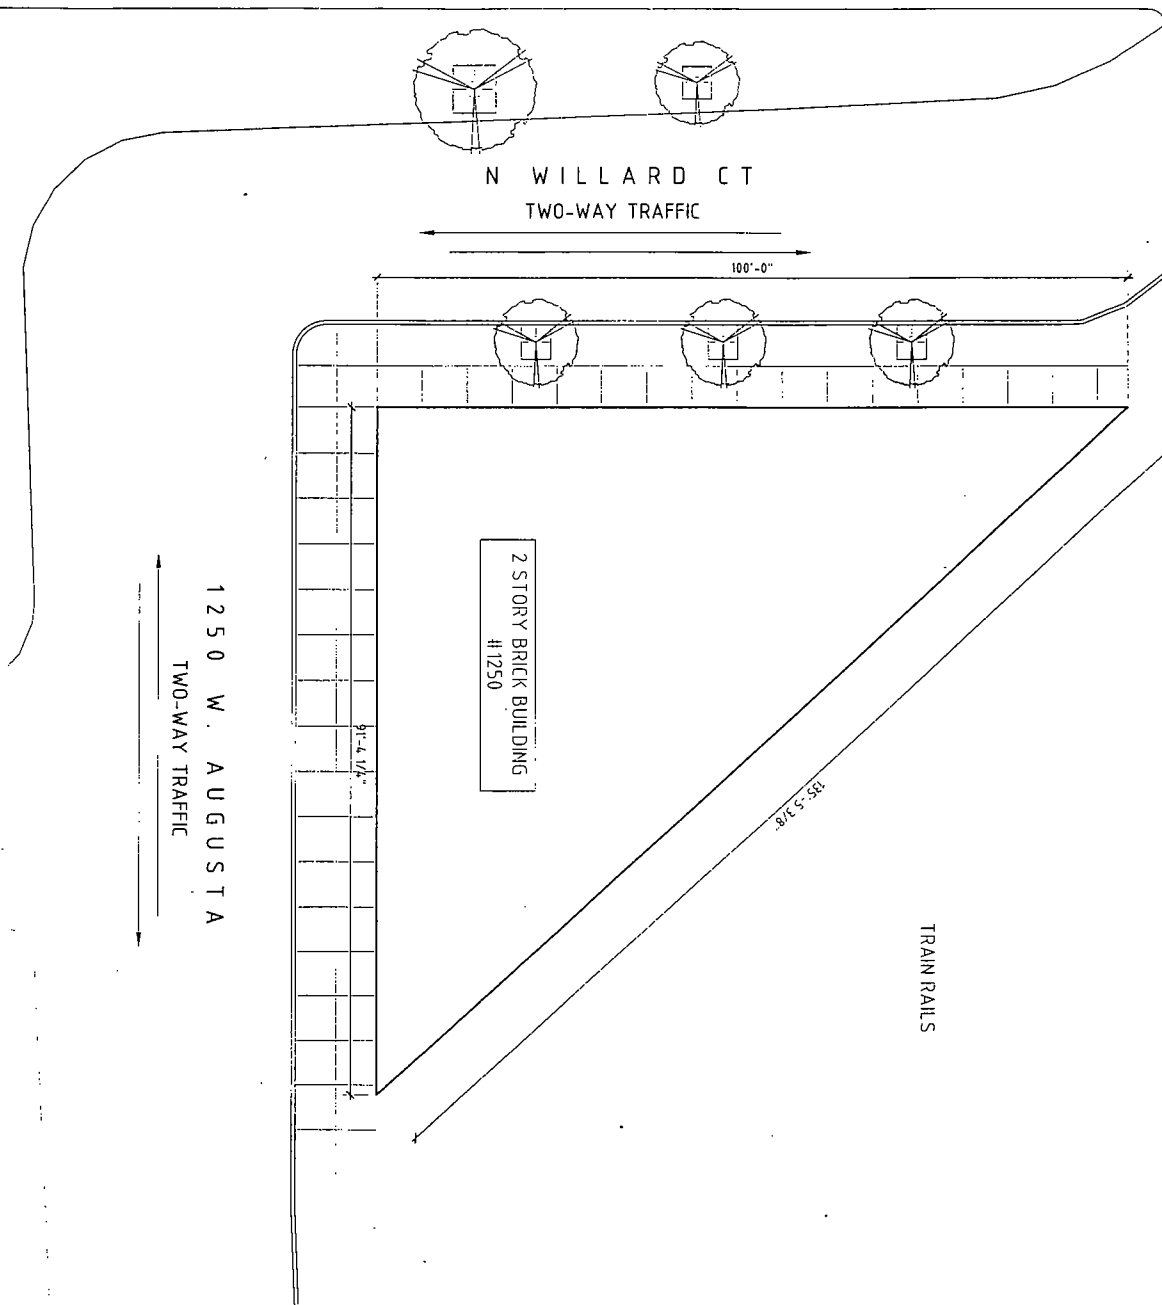 N WILLARD CT
TWO-WAY TRAFFIC
100'-0"
2 STORY BRICK BUILDING
#1250
1250 W. AUGUSTA
TWO-WAY TRAFFIC
91'-4 1/4"
135'-5 3/8"
TRAIN RAILS